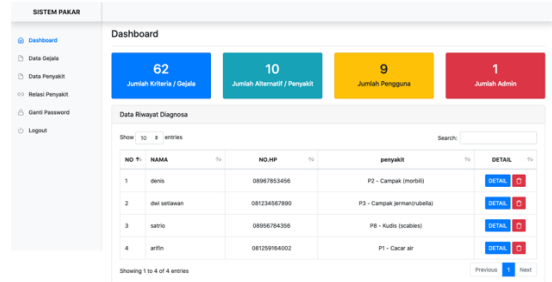 SISTEM PAKAR
Dashboard
Data Gejala
Data Penyakit
Relasi Penyakit
Ganti Password
Logout
Dashboard
62 10 9 1
Jumlah Kriteria / Gejala Jumlah Alternatif / Penyakit Jumlah Pengguna Jumlah Admin
Data Riwayat Diagnosa
Show 10 entries Search:
NO NAMA NO.HP penyakit DETAIL
1 denis 08967853456 P2 - Campak (morbili) DETAIL
2 dwi setiawan 081234567890 P3 - Campak jerman(rubella) DETAIL
3 satrio 08956784356 P8 - Kudis (scabies) DETAIL
4 arifin 081259164002 P1 - Cacar air DETAIL
Showing 1 to 4 of 4 entries Previous 1 Next